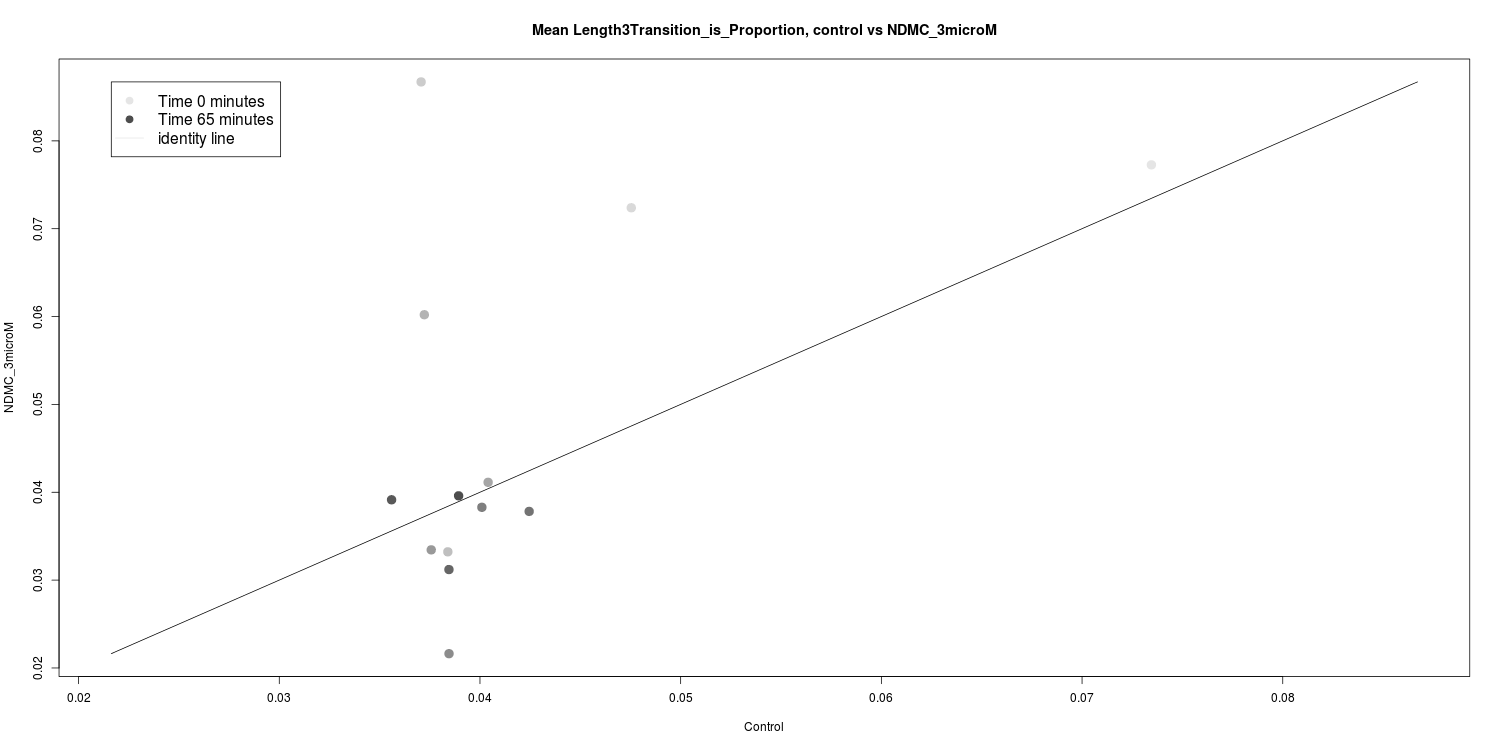 Mean Length3Transition_is_Proportion, control vs NDMC_3microM
Time 0 minutes
Time 65 minutes
identity line
NDMC_3microM
0.08
0.07
0.06
0.05
0.04
0.03
0.02
0.02 0.03 0.04 0.05 0.06 0.07 0.08
Control